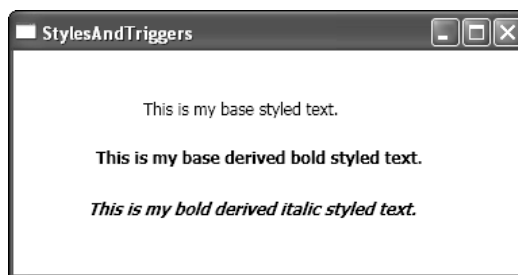 StylesAndTriggers
This is my base styled text.
This is my base derived bold styled text.
This is my bold derived italic styled text.